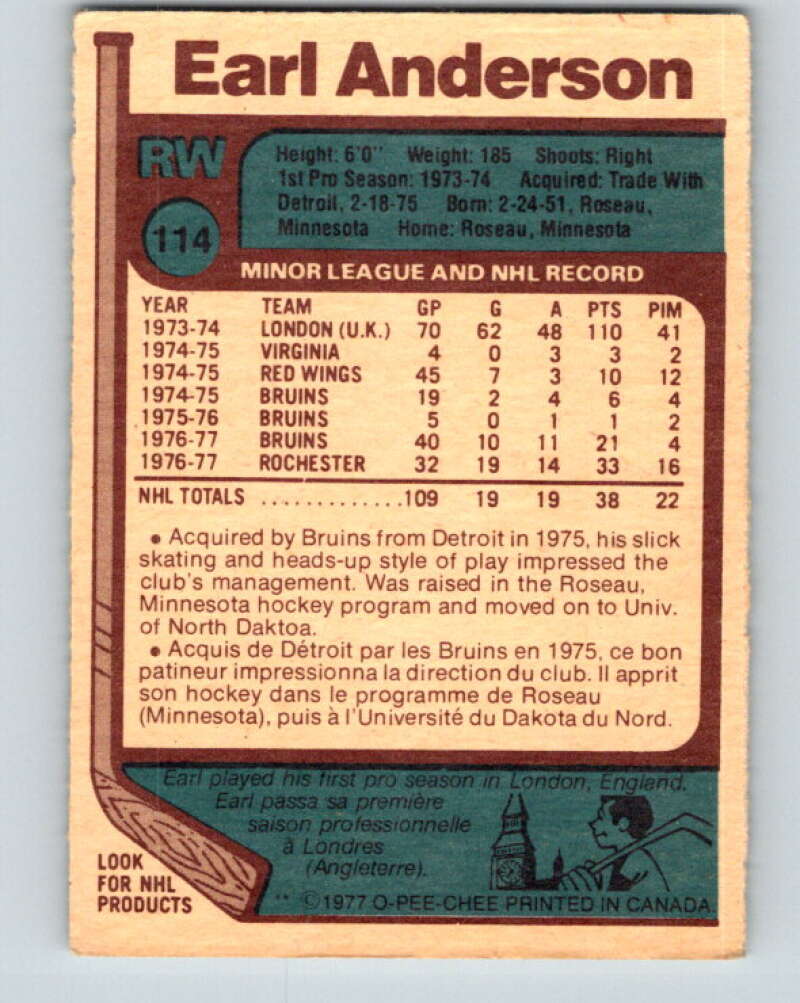 Earl Anderson
RW
Height: 6'0" Weight: 185 Shoots: Right
1st Pro Season: 1973-74 Acquired: Trade With
Detroit, 2-18-75 Born: 2-24-51, Roseau,
Minnesota Home: Roseau, Minnesota
114
MINOR LEAGUE AND NHL RECORD
YEAR TEAM GP G A PTS PIM
1973-74 LONDON (U.K.) 70 62 48 110 41
1974-75 VIRGINIA 4 0 3 3 2
1974-75 RED WINGS 45 7 3 10 12
1974-75 BRUINS 19 2 4 6 4
1975-76 BRUINS 5 0 1 1 2
1976-77 BRUINS 40 10 11 21 4
1976-77 ROCHESTER 32 19 14 33 16
NHL TOTALS ..............109 19 19 38 22
• Acquired by Bruins from Detroit in 1975, his slick
skating and heads-up style of play impressed the
club's management. Was raised in the Roseau,
Minnesota hockey program and moved on to Univ.
of North Daktoa.
• Acquis de Détroit par les Bruins en 1975, ce bon
patineur impressionna la direction du club. Il apprit
son hockey dans le programme de Roseau
(Minnesota), puis à l'Université du Dakota du Nord.
Earl played his first pro season in London, England.
Earl passa sa première
saison professionnelle
à Londres
(Angleterre).
LOOK
FOR NHL
PRODUCTS
** ©1977 O-PEE-CHEE PRINTED IN CANADA